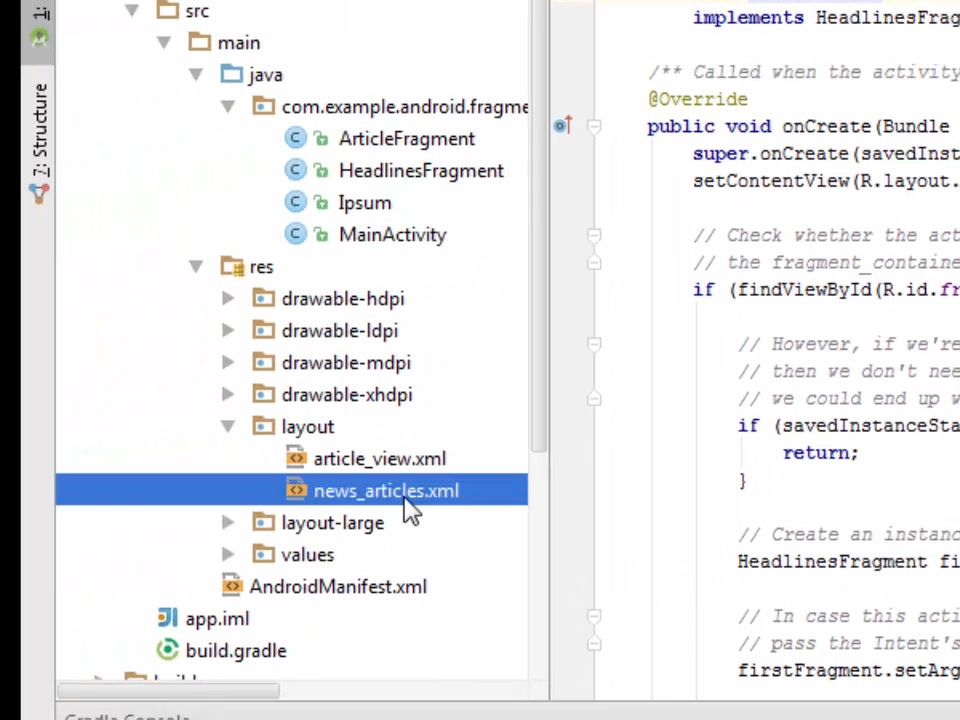 1:
7: Structure
src
main
java
com.example.android.fragme
ArticleFragment
HeadlinesFragment
Ipsum
MainActivity
res
drawable-hdpi
drawable-ldpi
drawable-mdpi
drawable-xhdpi
layout
article_view.xml
news_articles.xml
layout-large
values
AndroidManifest.xml
app.iml
build.gradle
Gradle Console
implements HeadlinesFrag
/** Called when the activity
@Override
public void onCreate(Bundle
super.onCreate(savedInst
setContentView(R.layout.
// Check whether the act
// the fragment_containe
if (findViewById(R.id.fr
// However, if we're
// then we don't nee
// we could end up w
if (savedInstanceSta
return;
}
// Create an instanc
HeadlinesFragment fi
// In case this acti
// pass the Intent's
firstFragment.setArg